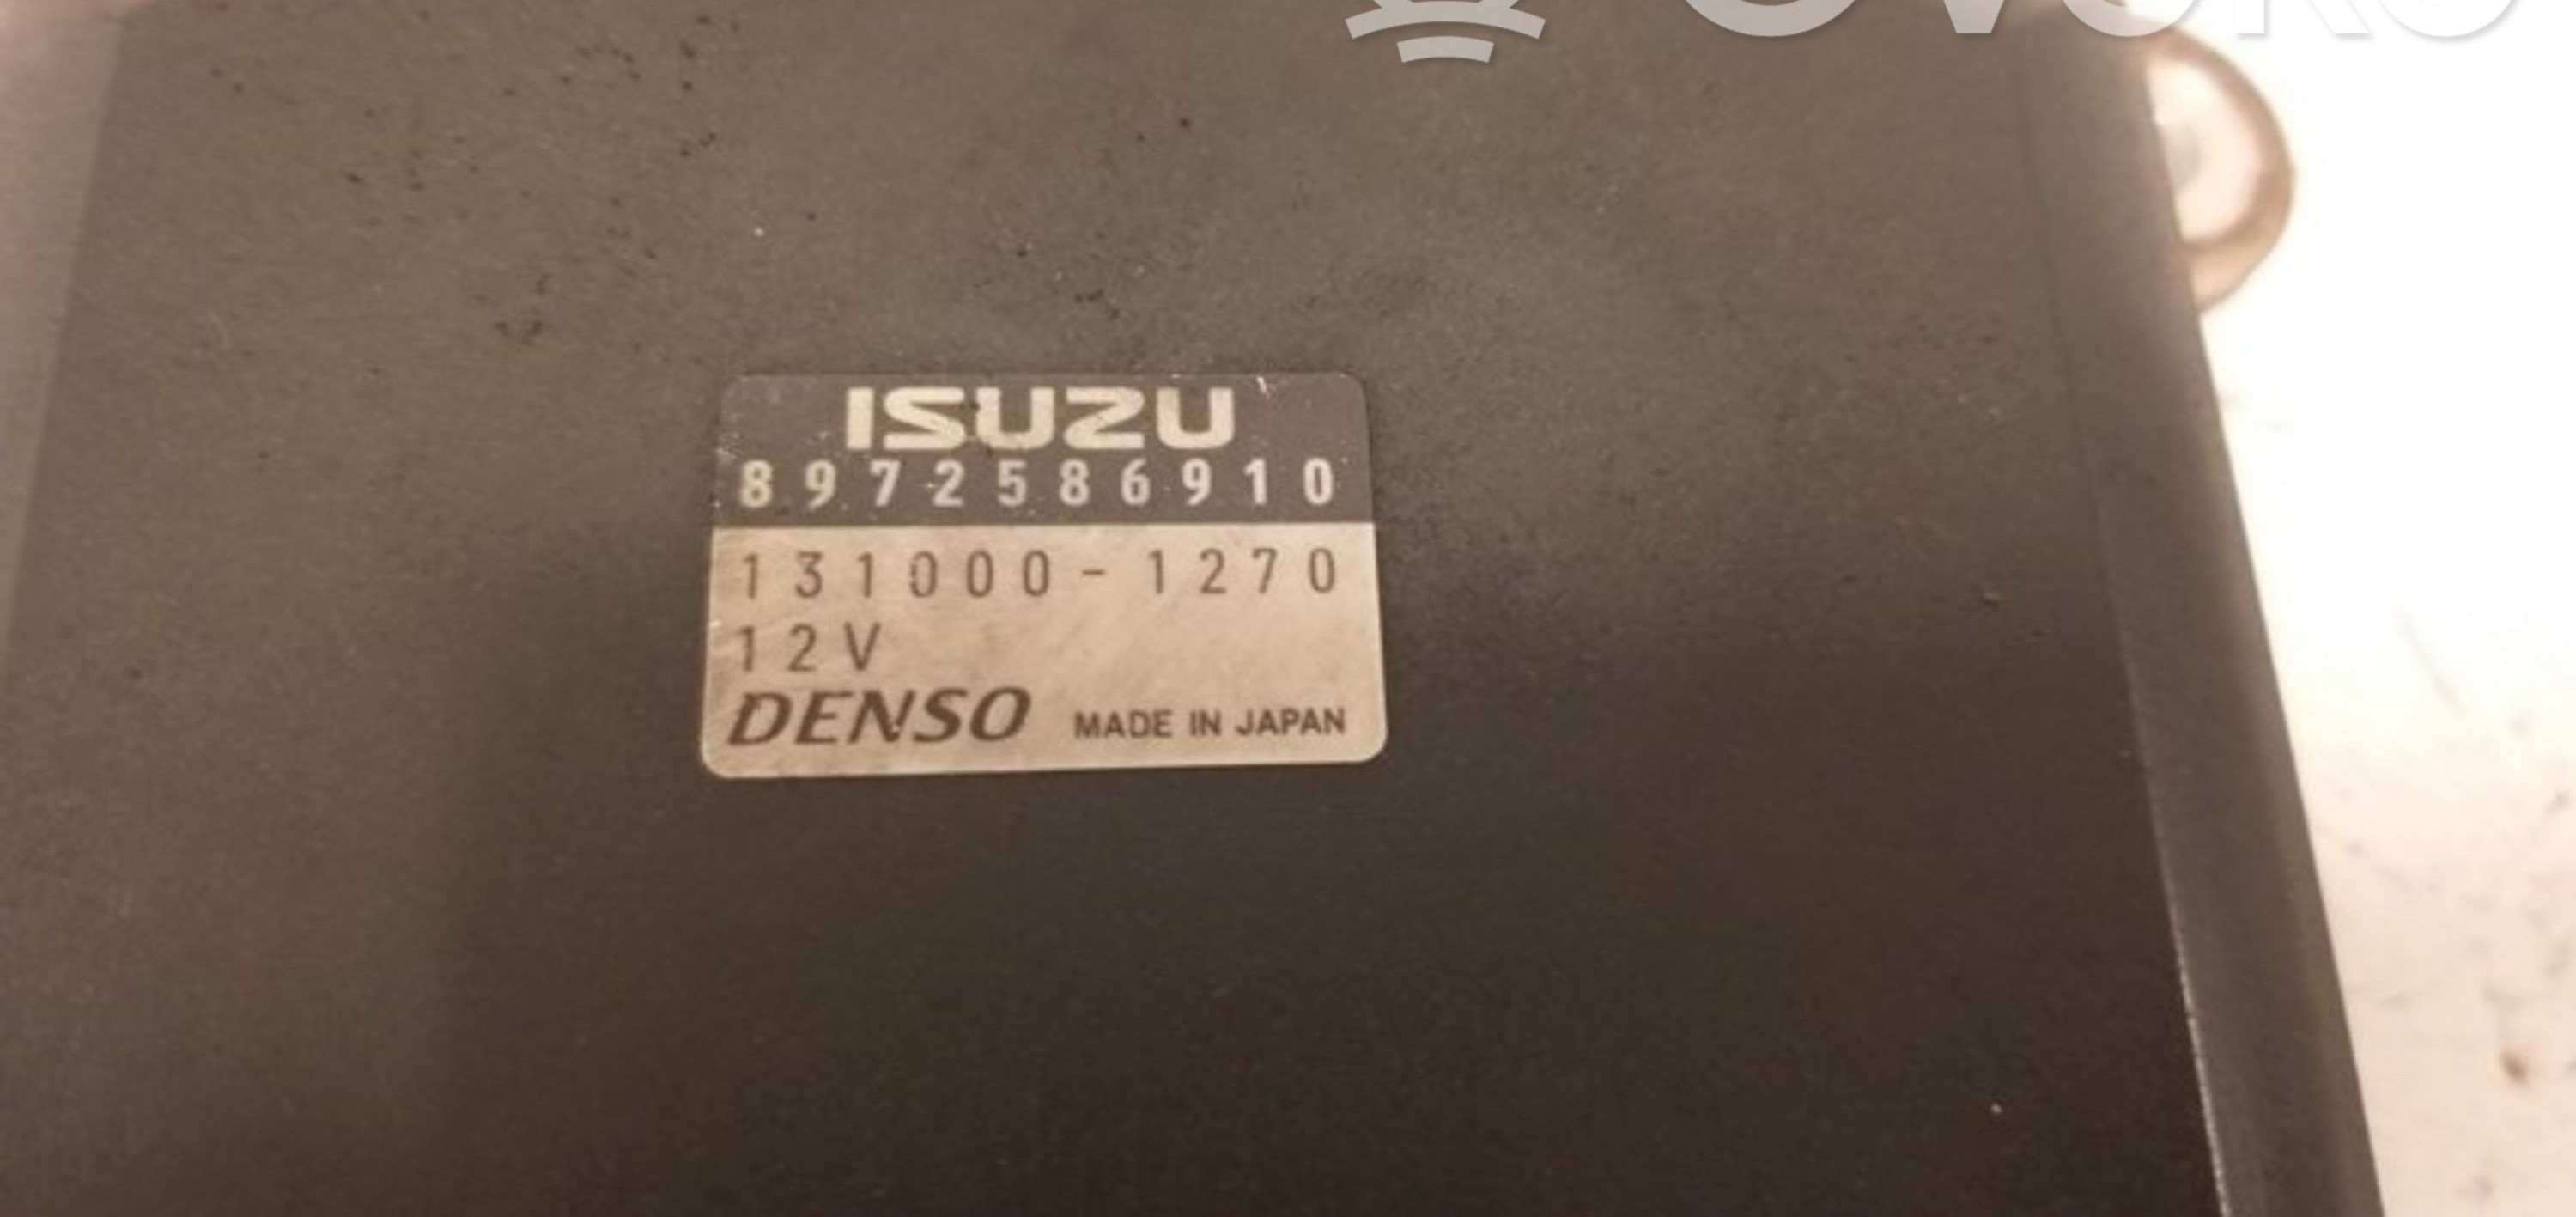 ISUZU
8972586910
131000-1270
12V
DENSO MADE IN JAPAN